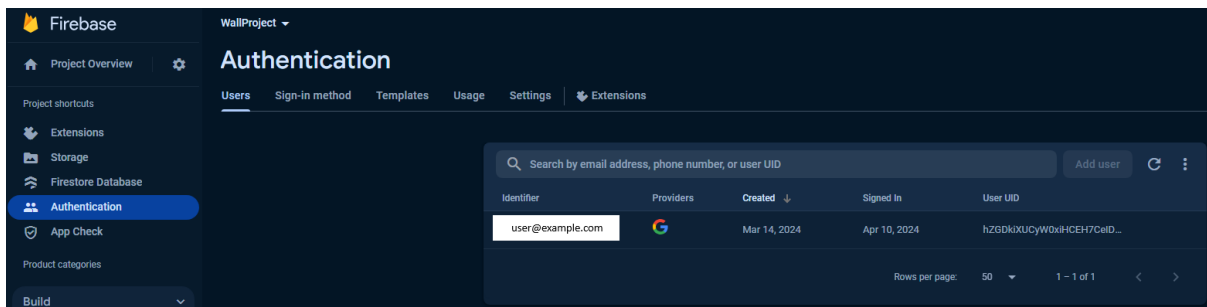 Firebase
Project Overview
Project shortcuts
Extensions
Storage
Firestore Database
Authentication
App Check
Product categories
Build
WallProject
Authentication
Users Sign-in method Templates Usage Settings Extensions
Search by email address, phone number, or user UID Add user
Identifier Providers Created Signed In User UID
user@example.com Mar 14, 2024 Apr 10, 2024 hZGDkiXUCyW0xiHCEH7CeID...
Rows per page: 50 1 – 1 of 1